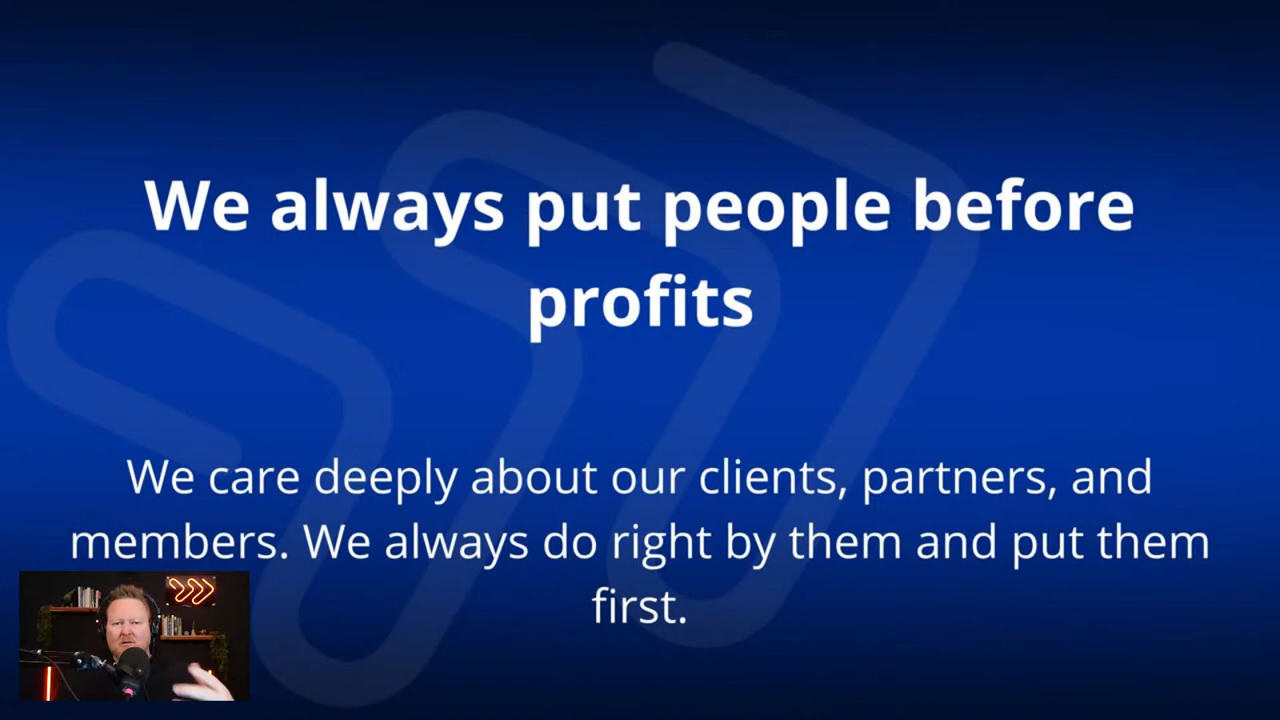 We always put people before
profits
We care deeply about our clients, partners, and
members. We always do right by them and put them
first.